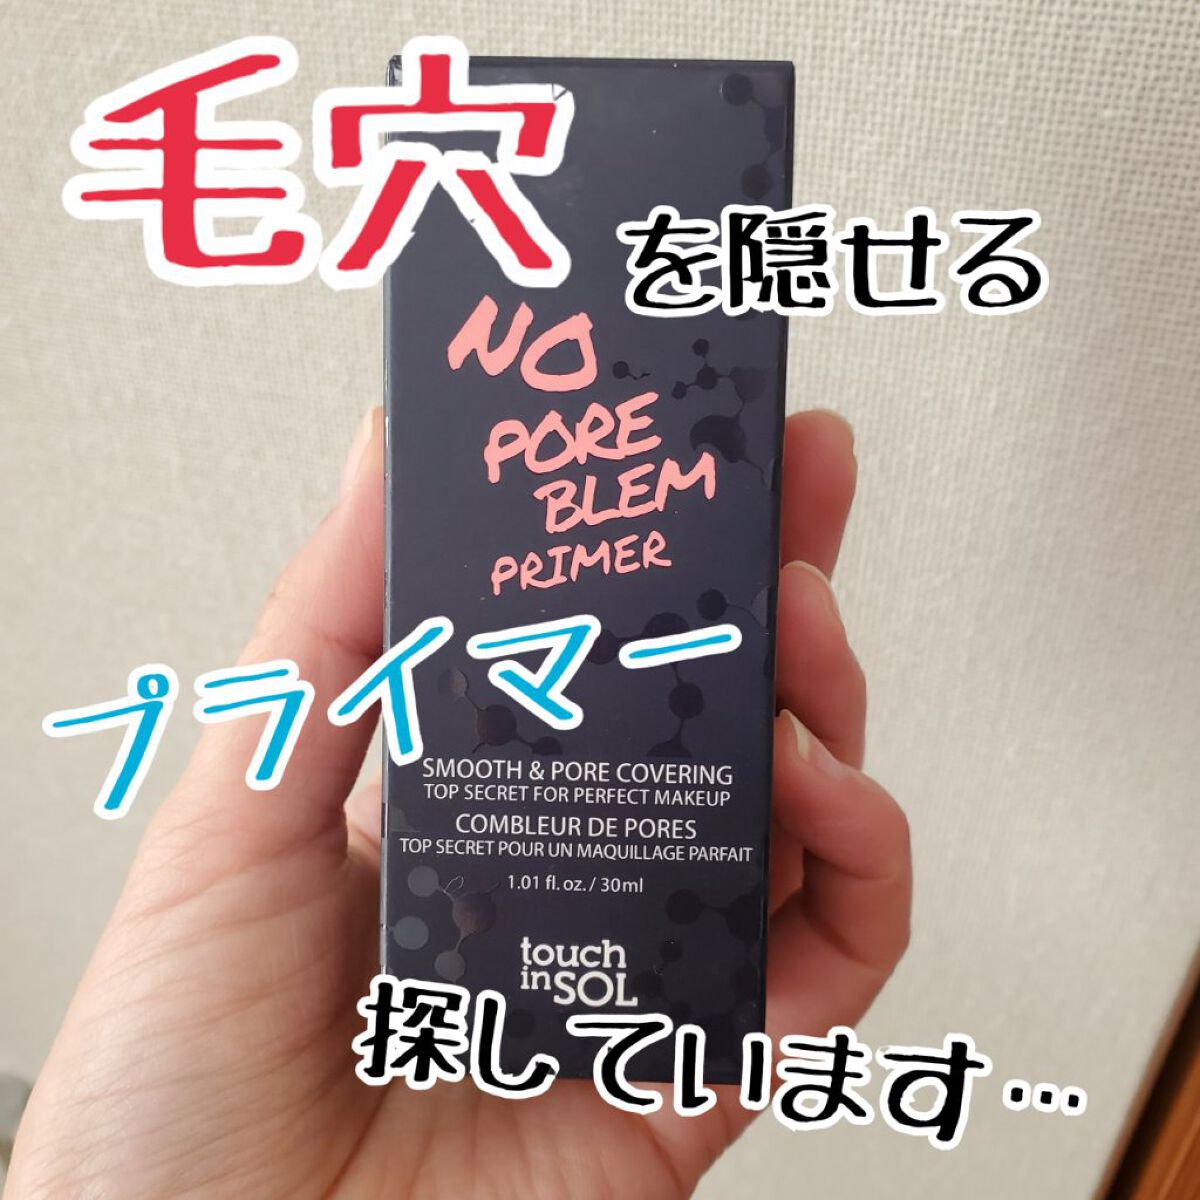 毛穴
を隠せる
NO
PORE
BLEM
PRIMER
プライマー
SMOOTH & PORE COVERING
TOP SECRET FOR PERFECT MAKEUP
COMBLEUR DE PORES
TOP SECRET POUR UN MAQUILLAGE PARFAIT
1.01 fl. oz. / 30ml
touch
inSOL
探しています…